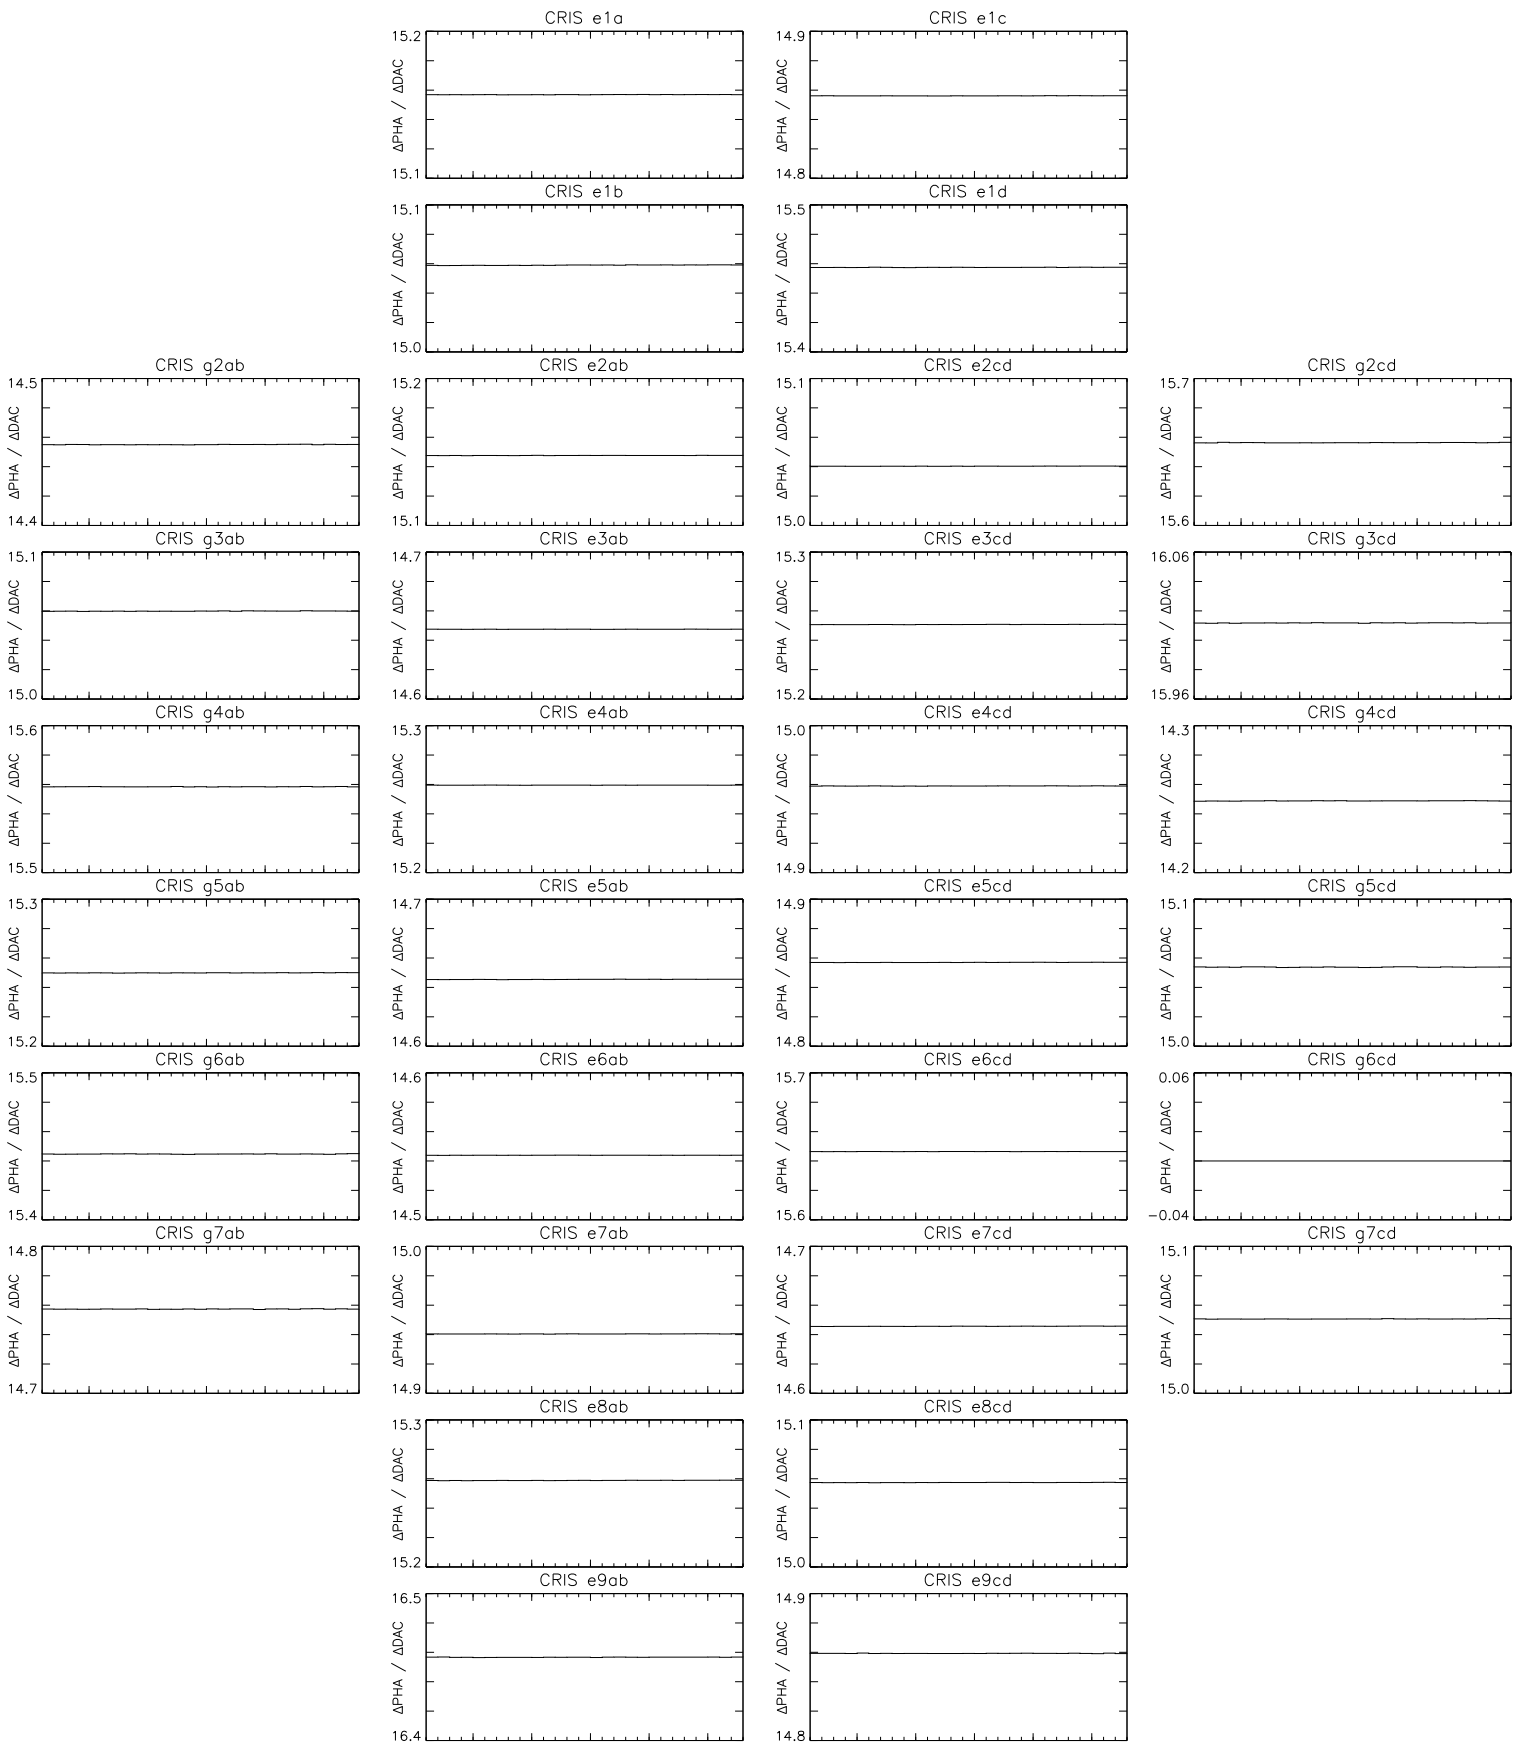 CRIS e1a
15.2
ΔPHA / ΔDAC
15.1
CRIS e1c
14.9
ΔPHA / ΔDAC
14.8
CRIS e1b
15.1
ΔPHA / ΔDAC
15.0
CRIS e1d
15.5
ΔPHA / ΔDAC
15.4
CRIS g2ab
14.5
ΔPHA / ΔDAC
14.4
CRIS e2ab
15.2
ΔPHA / ΔDAC
15.1
CRIS e2cd
15.1
ΔPHA / ΔDAC
15.0
CRIS g2cd
15.7
ΔPHA / ΔDAC
15.6
CRIS g3ab
15.1
ΔPHA / ΔDAC
15.0
CRIS e3ab
14.7
ΔPHA / ΔDAC
14.6
CRIS e3cd
15.3
ΔPHA / ΔDAC
15.2
CRIS g3cd
16.06
ΔPHA / ΔDAC
15.96
CRIS g4ab
15.6
ΔPHA / ΔDAC
15.5
CRIS e4ab
15.3
ΔPHA / ΔDAC
15.2
CRIS e4cd
15.0
ΔPHA / ΔDAC
14.9
CRIS g4cd
14.3
ΔPHA / ΔDAC
14.2
CRIS g5ab
15.3
ΔPHA / ΔDAC
15.2
CRIS e5ab
14.7
ΔPHA / ΔDAC
14.6
CRIS e5cd
14.9
ΔPHA / ΔDAC
14.8
CRIS g5cd
15.1
ΔPHA / ΔDAC
15.0
CRIS g6ab
15.5
ΔPHA / ΔDAC
15.4
CRIS e6ab
14.6
ΔPHA / ΔDAC
14.5
CRIS e6cd
15.7
ΔPHA / ΔDAC
15.6
CRIS g6cd
0.06
ΔPHA / ΔDAC
−0.04
CRIS g7ab
14.8
ΔPHA / ΔDAC
14.7
CRIS e7ab
15.0
ΔPHA / ΔDAC
14.9
CRIS e7cd
14.7
ΔPHA / ΔDAC
14.6
CRIS g7cd
15.1
ΔPHA / ΔDAC
15.0
CRIS e8ab
15.3
ΔPHA / ΔDAC
15.2
CRIS e8cd
15.1
ΔPHA / ΔDAC
15.0
CRIS e9ab
16.5
ΔPHA / ΔDAC
16.4
CRIS e9cd
14.9
ΔPHA / ΔDAC
14.8